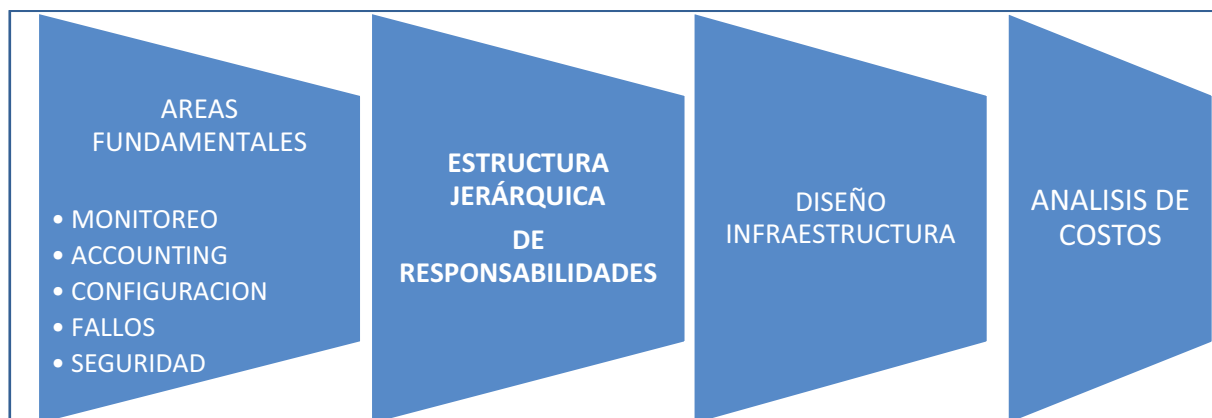 AREAS
FUNDAMENTALES
• MONITOREO
• ACCOUNTING
• CONFIGURACION
• FALLOS
• SEGURIDAD
ESTRUCTURA
JERÁRQUICA
DE
RESPONSABILIDADES
DISEÑO
INFRAESTRUCTURA
ANALISIS DE
COSTOS